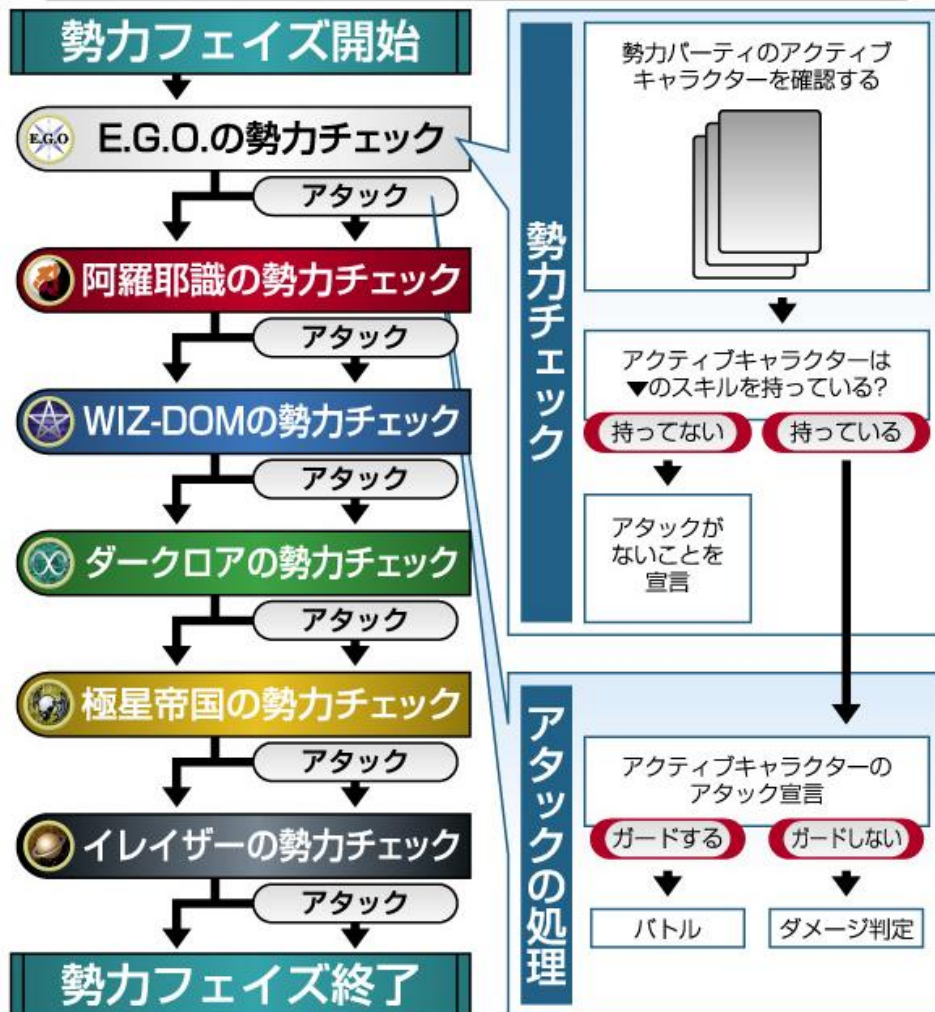 勢力フェイズ開始
E.G.O
E.G.O.の勢力チェック
アタック
阿羅耶識の勢力チェック
アタック
WIZ-DOMの勢力チェック
アタック
ダークロアの勢力チェック
アタック
極星帝国の勢力チェック
アタック
イレイザーの勢力チェック
アタック
勢力フェイズ終了
勢力チェック
勢力パーティのアクティブ
キャラクターを確認する
アクティブキャラクターは
▼のスキルを持っている?
持ってない
持っている
アタックが
ないことを
宣言
アタックの処理
アクティブキャラクターの
アタック宣言
ガードする
ガードしない
バトル
ダメージ判定